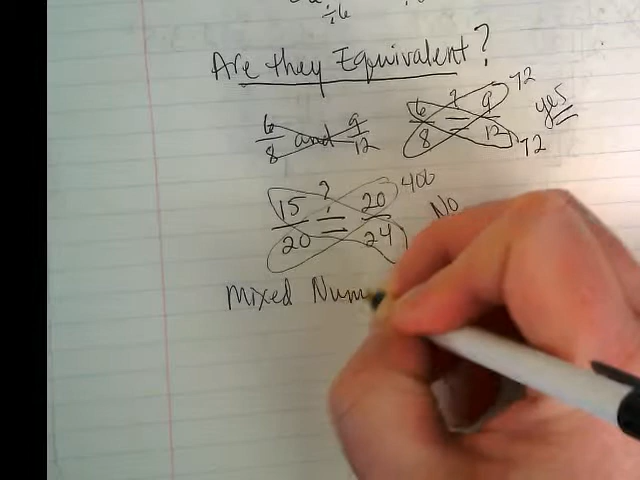 ÷6
Are they Equivalent?
6/8 and 9/12
6/8 ?= 9/12 72 72 yes
15/20 ?= 20/24 400 No
Mixed Num